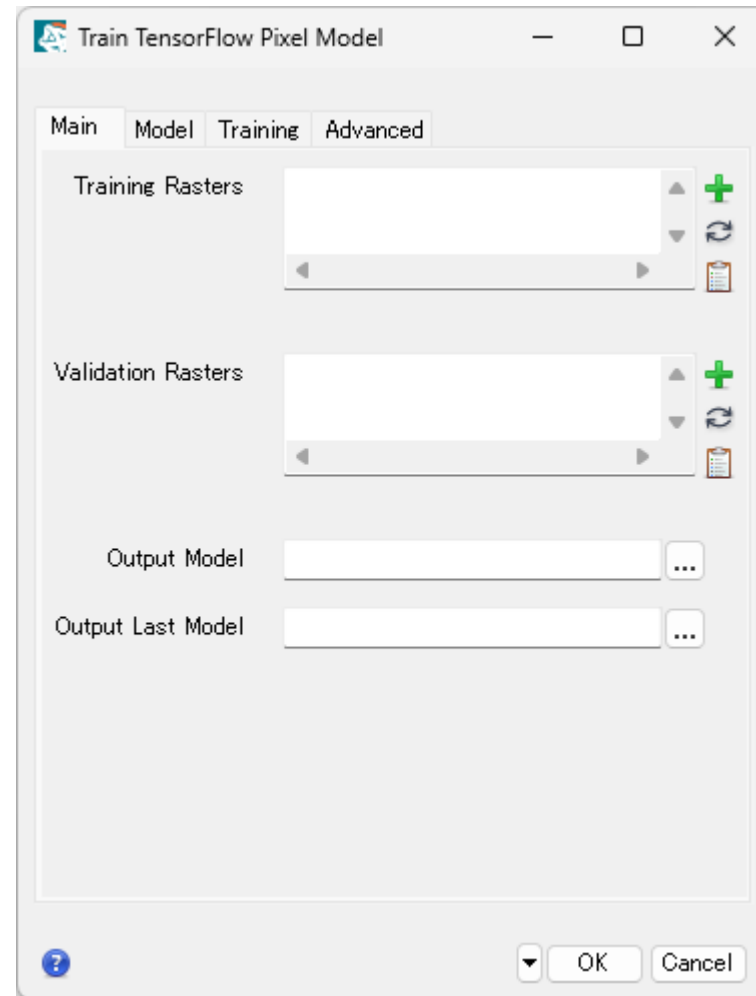 Train TensorFlow Pixel Model
Main Model Training Advanced
Training Rasters
Validation Rasters
Output Model
...
Output Last Model
...
?
OK Cancel